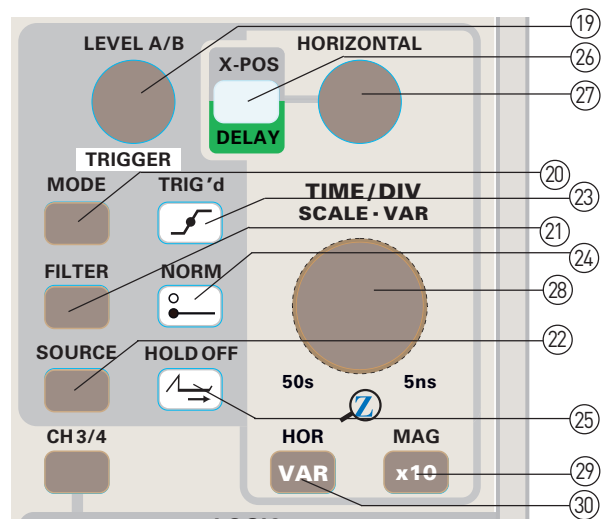 LEVEL A/B
HORIZONTAL
X-POS
DELAY
TRIGGER
MODE
TRIG'd
TIME/DIV
SCALE · VAR
FILTER
NORM
SOURCE
HOLD OFF
50s
5ns
Z
CH 3/4
HOR
MAG
VAR
x10
19
26
27
20
23
21
24
28
22
25
29
30